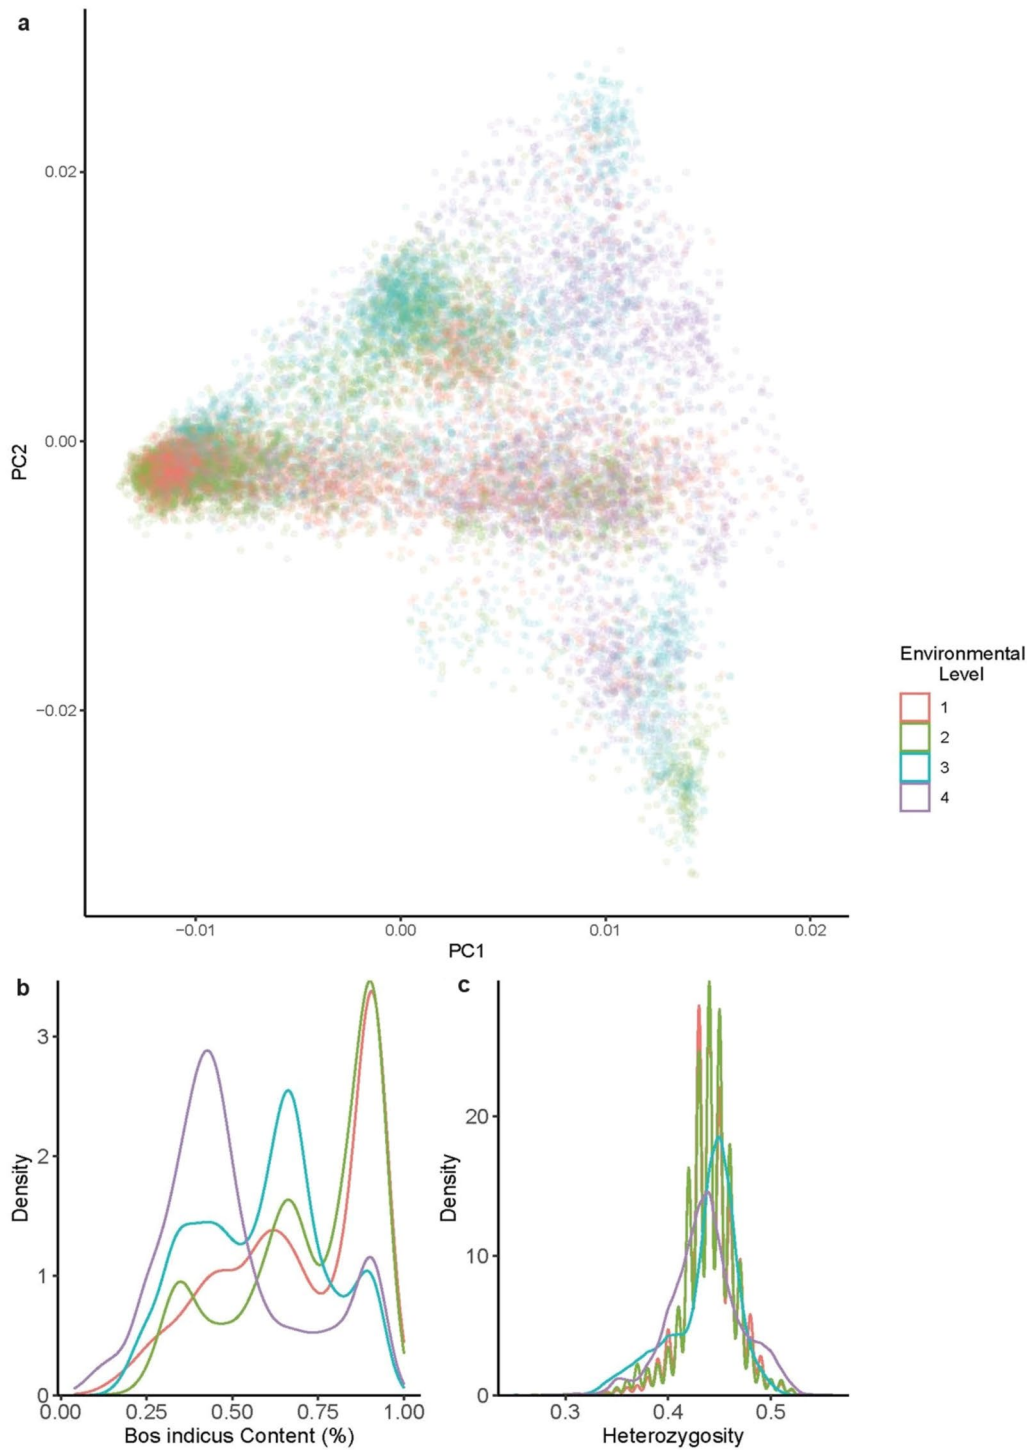 a
0.02
0.00
−0.02
PC2
−0.01
0.00
0.01
0.02
PC1
Environmental
Level
1
2
3
4
b
3
2
1
0
Density
0.00
0.25
0.50
0.75
1.00
Bos indicus Content (%)
c
20
10
0
Density
0.3
0.4
0.5
Heterozygosity